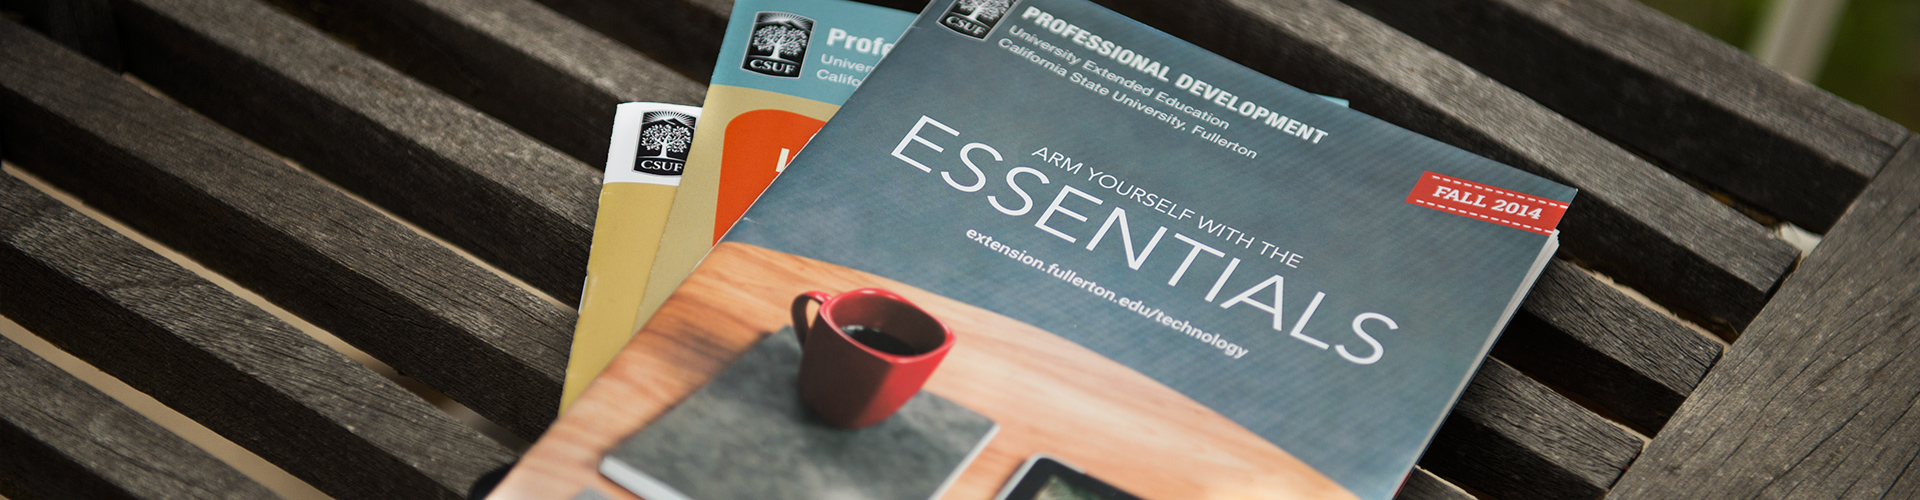 CSUF
PROFESSIONAL DEVELOPMENT
University Extended Education
California State University, Fullerton
ARM YOURSELF WITH THE
ESSENTIALS
extension.fullerton.edu/technology
FALL 2014
CSUF
CSUF